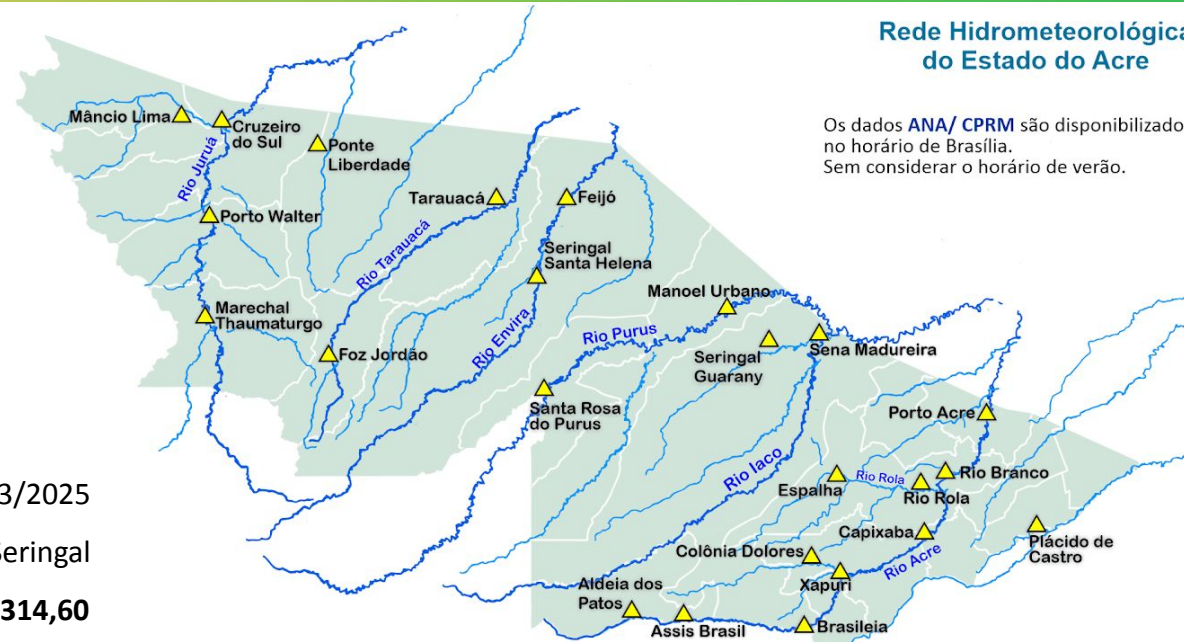 Rede Hidrometeorológica
do Estado do Acre
Os dados ANA/ CPRM são disponibilizado
no horário de Brasília.
Sem considerar o horário de verão.
Mâncio Lima
Cruzeiro
do Sul
Ponte
Liberdade
Rio Juruá
Porto Walter
Tarauacá
Feijó
Rio Tarauacá
Seringal
Santa Helena
Marechal
Thaumaturgo
Foz Jordão
Rio Envira
Manoel Urbano
Rio Purus
Seringal
Guarany
Sena Madureira
Santa Rosa
do Purus
Porto Acre
Rio Iaco
Espalha
Rio Rola
Rio Rola
Rio Branco
Capixaba
Plácido de
Castro
Colônia Dolores
Xapuri
Rio Acre
Aldeia dos
Patos
Assis Brasil
Brasileia
3/2025
Seringal
314,60